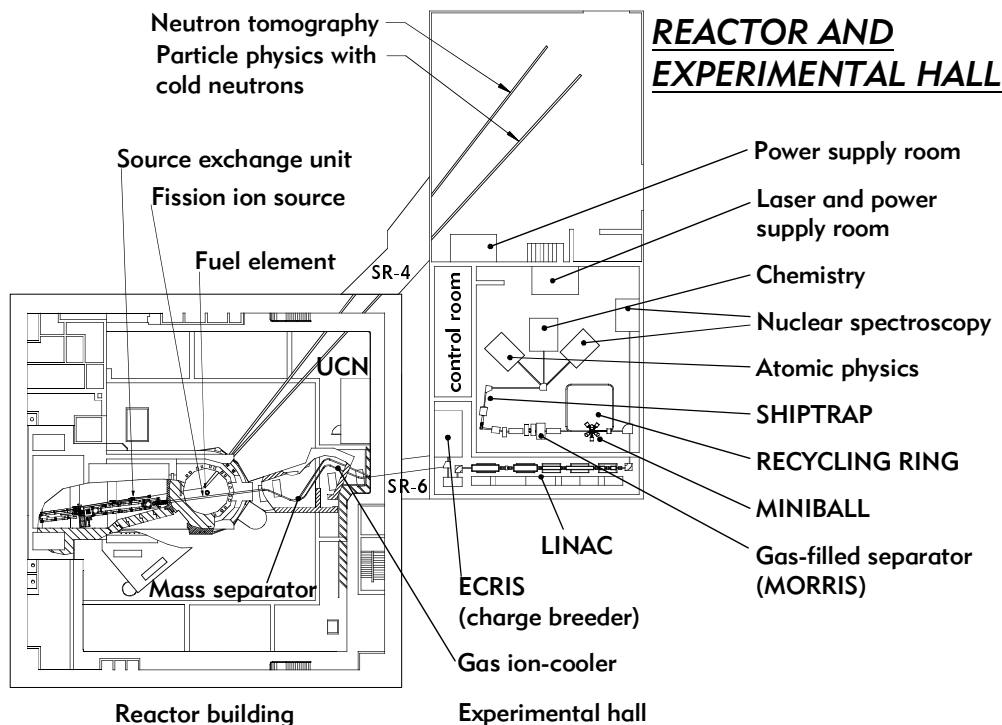 Neutron tomography
Particle physics with
cold neutrons
REACTOR AND
EXPERIMENTAL HALL
Source exchange unit
Fission ion source
Fuel element
SR-4
UCN
control room
Power supply room
Laser and power
supply room
Chemistry
Nuclear spectroscopy
Atomic physics
SHIPTRAP
RECYCLING RING
MINIBALL
Gas-filled separator
(MORRIS)
SR-6
LINAC
Mass separator
ECRIS
(charge breeder)
Gas ion-cooler
Reactor building
Experimental hall